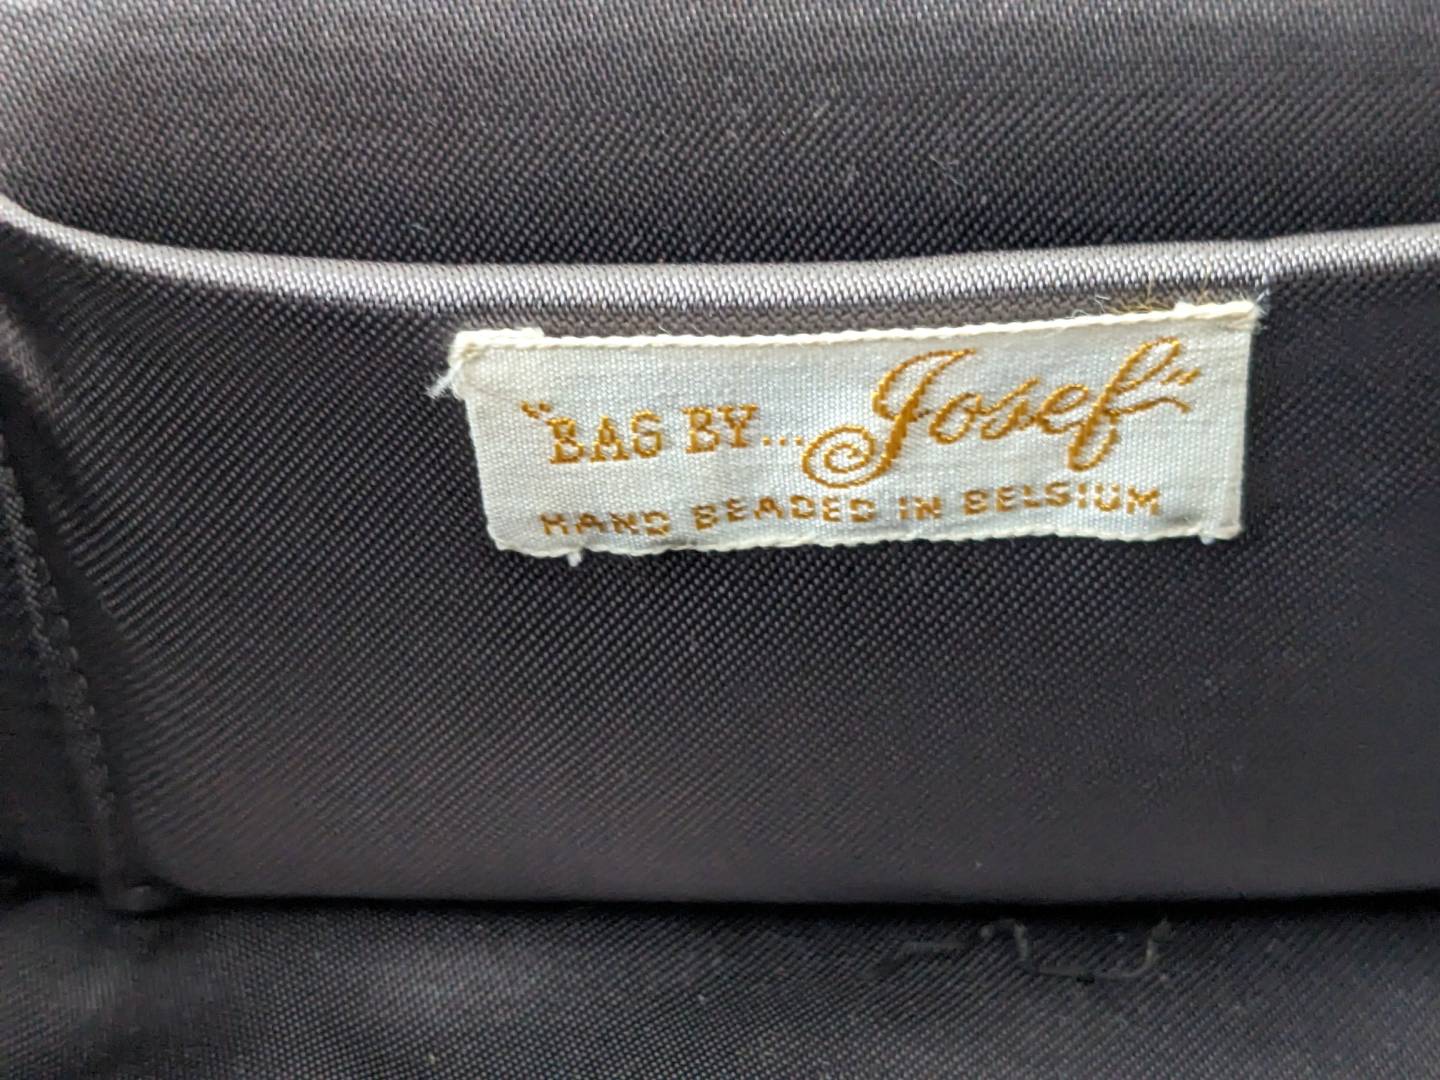 "BAG BY... Josef"
HAND BEADED IN BELGIUM